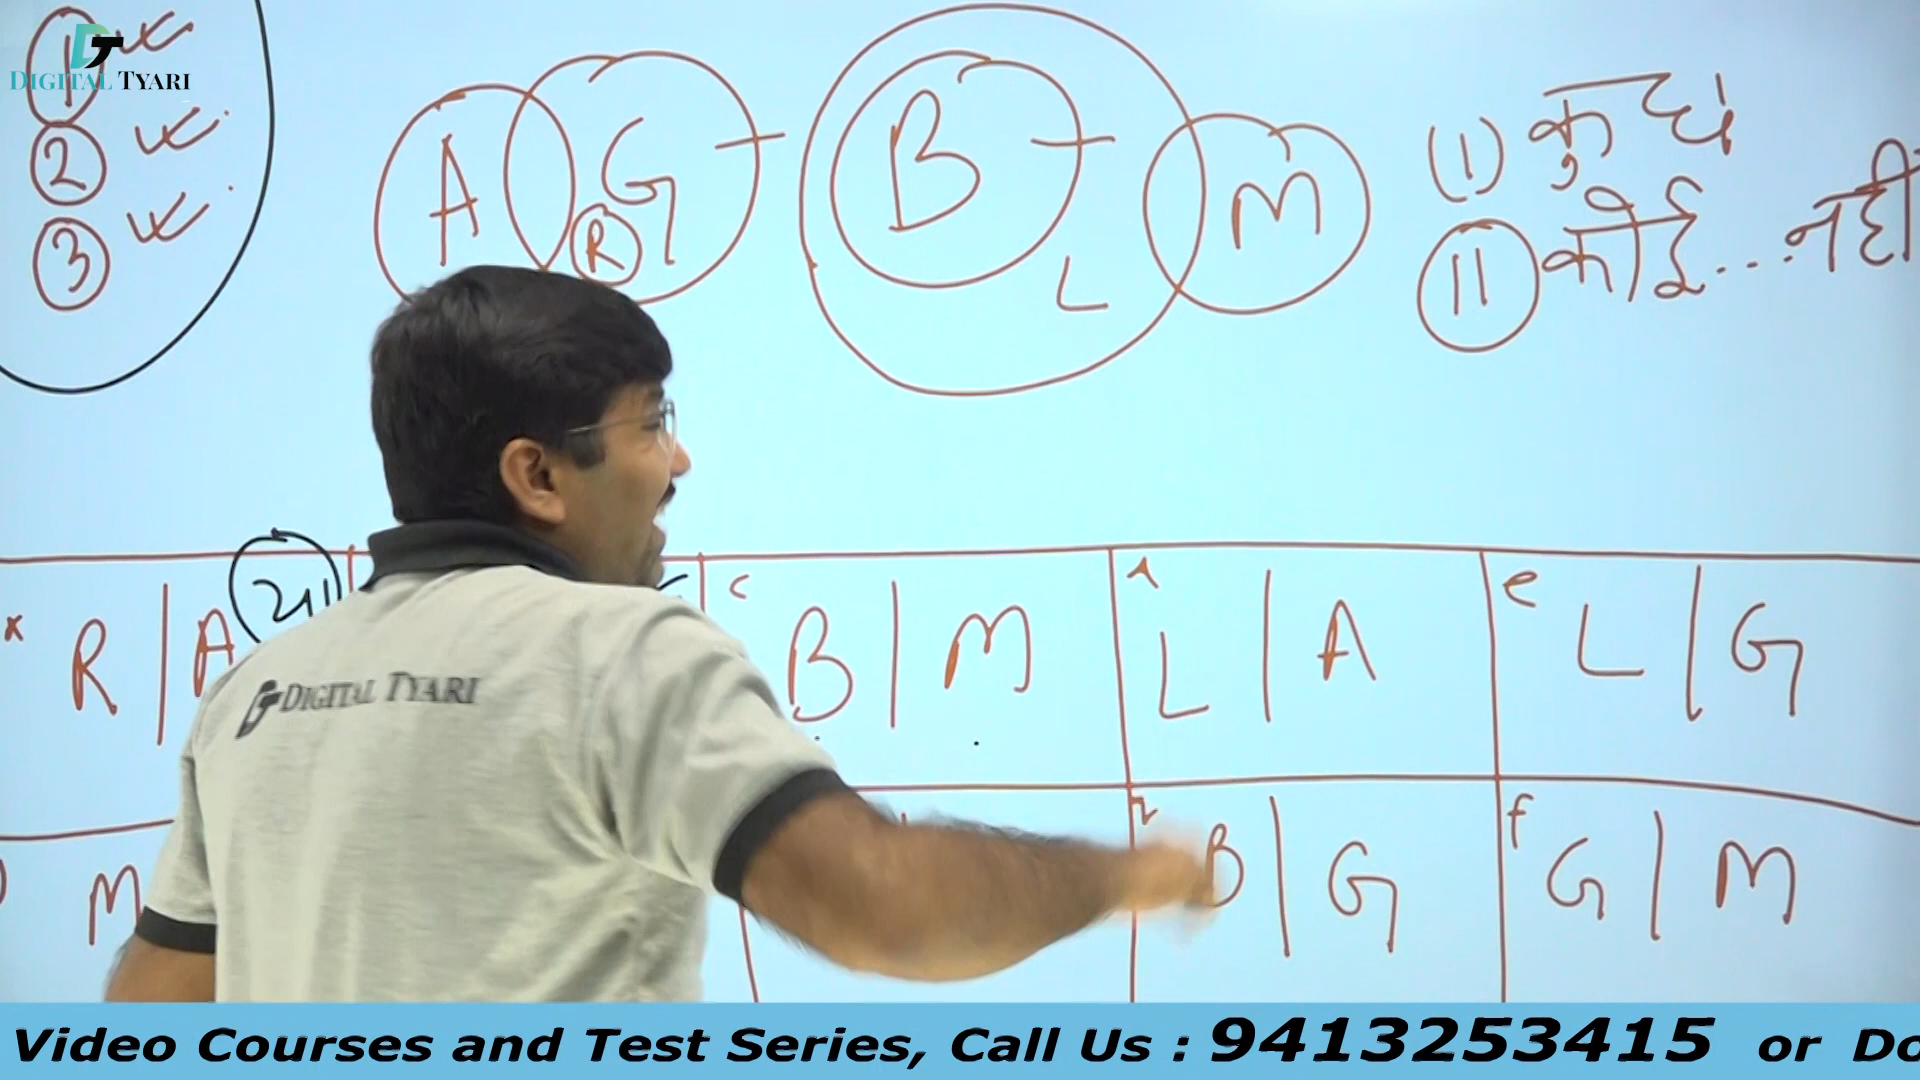 DIGITAL TYARI
1
2
3
A G B M
R
L
(1) कुछ
11 कोई...नहीं
x R | A या
c B | M
L | A
e L | G
M
B | G
f G | M
DIGITAL TYARI
Video Courses and Test Series, Call Us : 9413253415 or Do